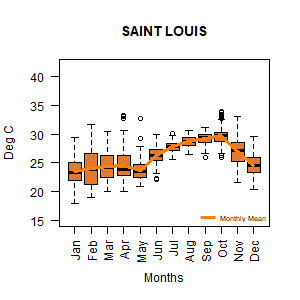 SAINT LOUIS
Deg C
40
35
30
25
20
15
Monthly Mean
Jan Feb Mar Apr May Jun Jul Aug Sep Oct Nov Dec
Months